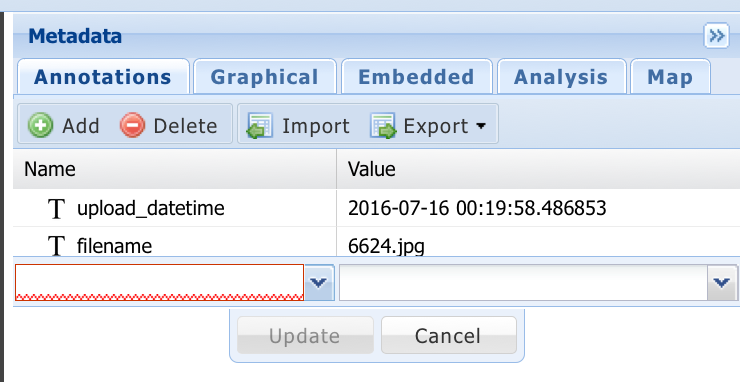 Metadata
Annotations Graphical Embedded Analysis Map
Add Delete Import Export
Name Value
T upload_datetime 2016-07-16 00:19:58.486853
T filename 6624.jpg
Update Cancel